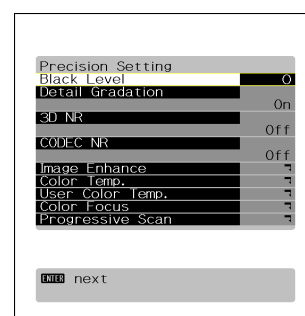 Precision Setting
Black Level 0
Detail Gradation
On
3D NR
Off
CODEC NR
Off
Image Enhance
Color Temp.
User Color Temp.
Color Focus
Progressive Scan
ENTER next